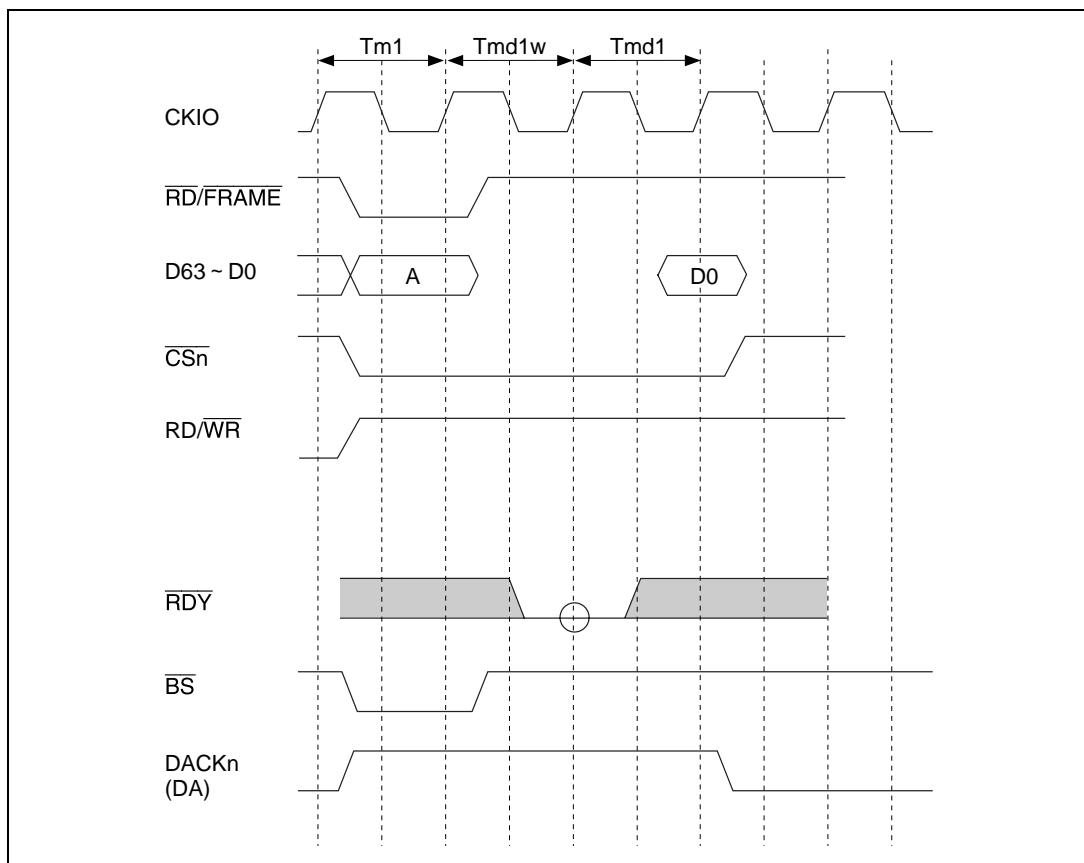 Tm1 Tmd1w Tmd1
CKIO
RD/FRAME
D63 ~ D0
A
D0
CSn
RD/WR
RDY
BS
DACKn
(DA)